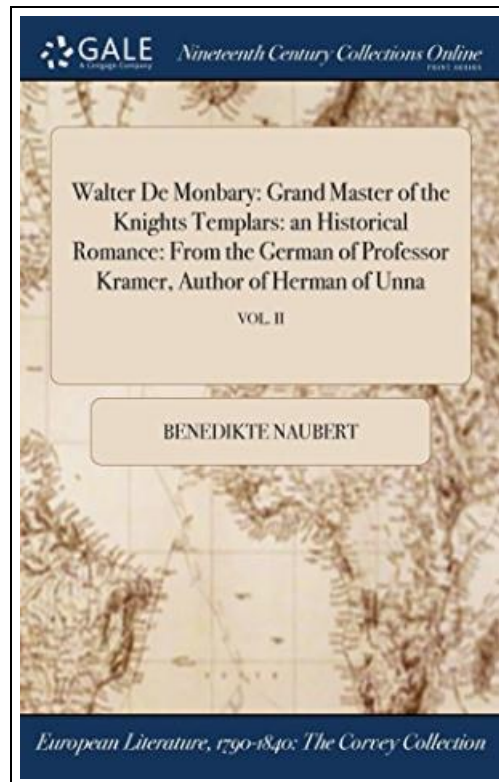 GALE
A Cengage Company
Nineteenth Century Collections Online
PRINT SERIES
Walter De Monbary: Grand Master of the
Knights Templars: an Historical
Romance: From the German of Professor
Kramer, Author of Herman of Unna
VOL. II
BENEDIKTE NAUBERT
European Literature, 1790-1840: The Corvey Collection